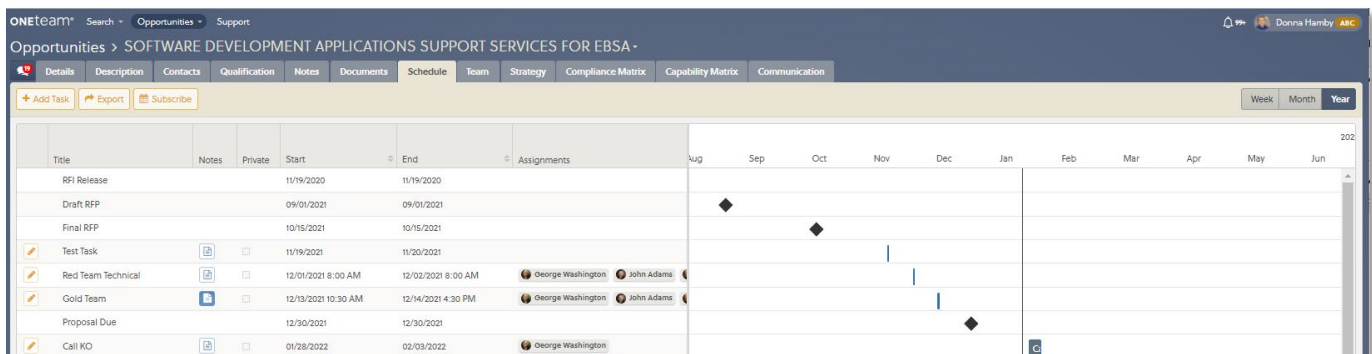 ONEteam® Search Opportunities Support 99+ Donna Hamby ABC
Opportunities > SOFTWARE DEVELOPMENT APPLICATIONS SUPPORT SERVICES FOR EBSA
19 Details Description Contacts Qualification Notes Documents Schedule Team Strategy Compliance Matrix Capability Matrix Communication
+ Add Task Export Subscribe Week Month Year
202
Title Notes Private Start End Assignments Aug Sep Oct Nov Dec Jan Feb Mar Apr May Jun
RFI Release 11/19/2020 11/19/2020
Draft RFP 09/01/2021 09/01/2021
Final RFP 10/15/2021 10/15/2021
Test Task 11/19/2021 11/20/2021
Red Team Technical 12/01/2021 8:00 AM 12/02/2021 8:00 AM George Washington John Adams
Gold Team 12/13/2021 10:30 AM 12/14/2021 4:30 PM George Washington John Adams
Proposal Due 12/30/2021 12/30/2021
Call KO 01/28/2022 02/03/2022 George Washington